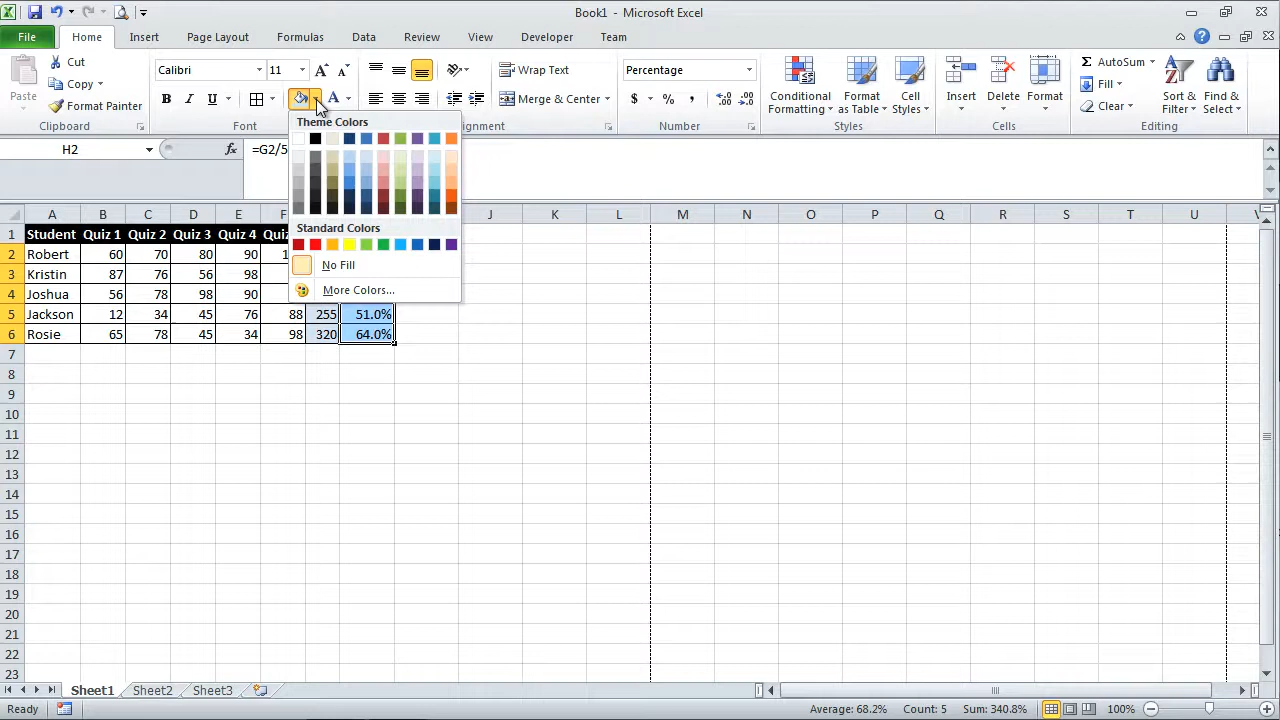 Book1 - Microsoft Excel
File Home Insert Page Layout Formulas Data Review View Developer Team
Paste Cut
Copy
Format Painter
Clipboard
Calibri 11
B I U A
Font
Wrap Text
Merge & Center
Alignment
Percentage
$ % ,
Number
Conditional Formatting
Format as Table
Cell Styles
Styles
Insert Delete Format
Cells
AutoSum
Fill
Clear
Sort & Filter
Find & Select
Editing
H2 fx =G2/5
Theme Colors
Standard Colors
No Fill
More Colors...
A B C D E F J K L M N O P Q R S T U V
1 Student Quiz 1 Quiz 2 Quiz 3 Quiz 4 Quiz
2 Robert 60 70 80 90 1
3 Kristin 87 76 56 98
4 Joshua 56 78 98 90
5 Jackson 12 34 45 76 88 255 51.0%
6 Rosie 65 78 45 34 98 320 64.0%
7
8
9
10
11
12
13
14
15
16
17
18
19
20
21
22
23
Sheet1 Sheet2 Sheet3
Ready Average: 68.2% Count: 5 Sum: 340.8% 100%